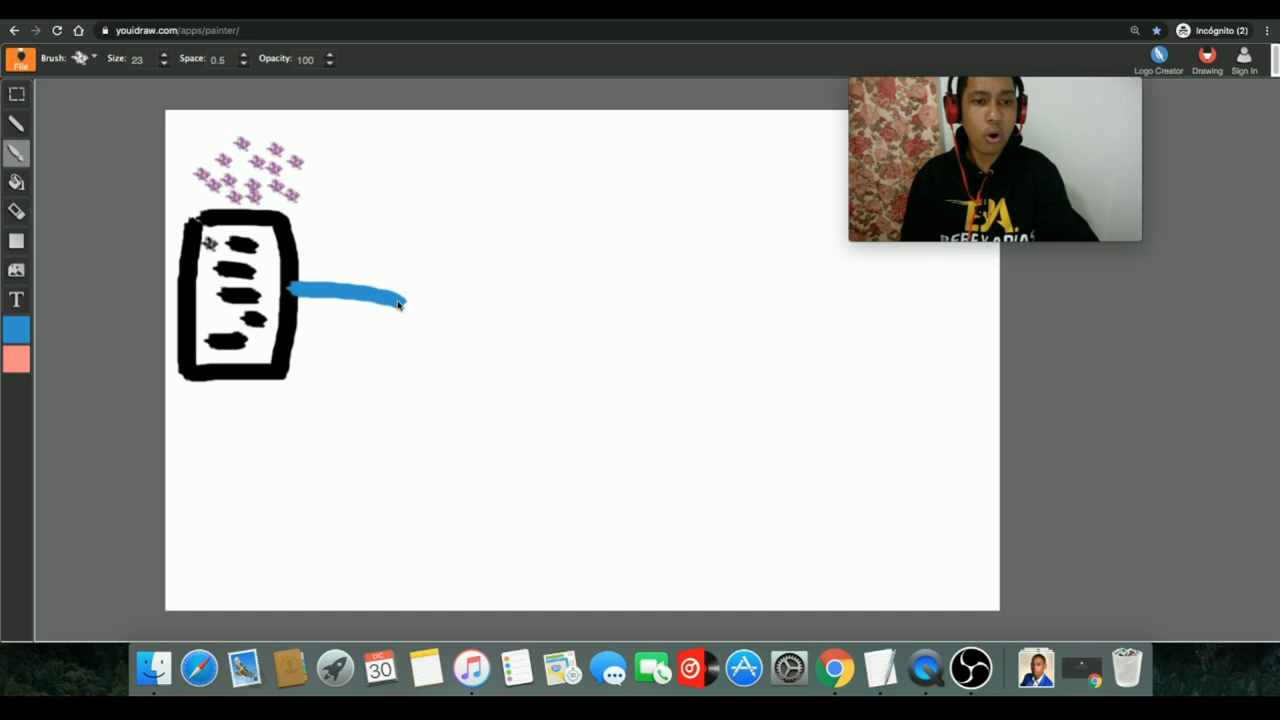 youidraw.com/apps/painter/
Incógnito (2)
File
Brush:
Size: 23
Space: 0.5
Opacity: 100
Logo Creator
Drawing
Sign In
T
DIC
30